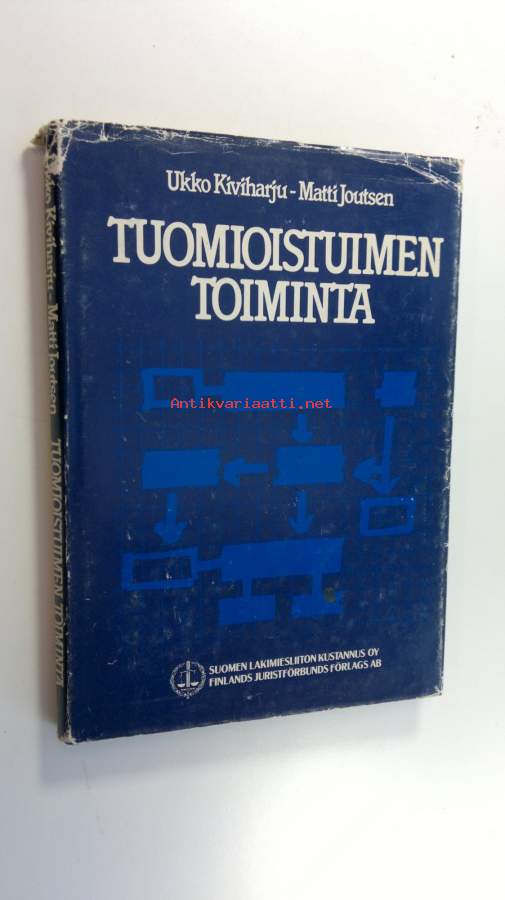 Ukko Kiviharju - Matti Joutsen
TUOMIOISTUIMEN
TOIMINTA
Antikvariaatti.net
SUOMEN LAKIMIESLIITON KUSTANNUS OY
FINLANDS JURISTFÖRBUNDS FÖRLAGS AB
Kiviharju - Matti Joutsen TUOMIOISTUIMEN TOIMINTA